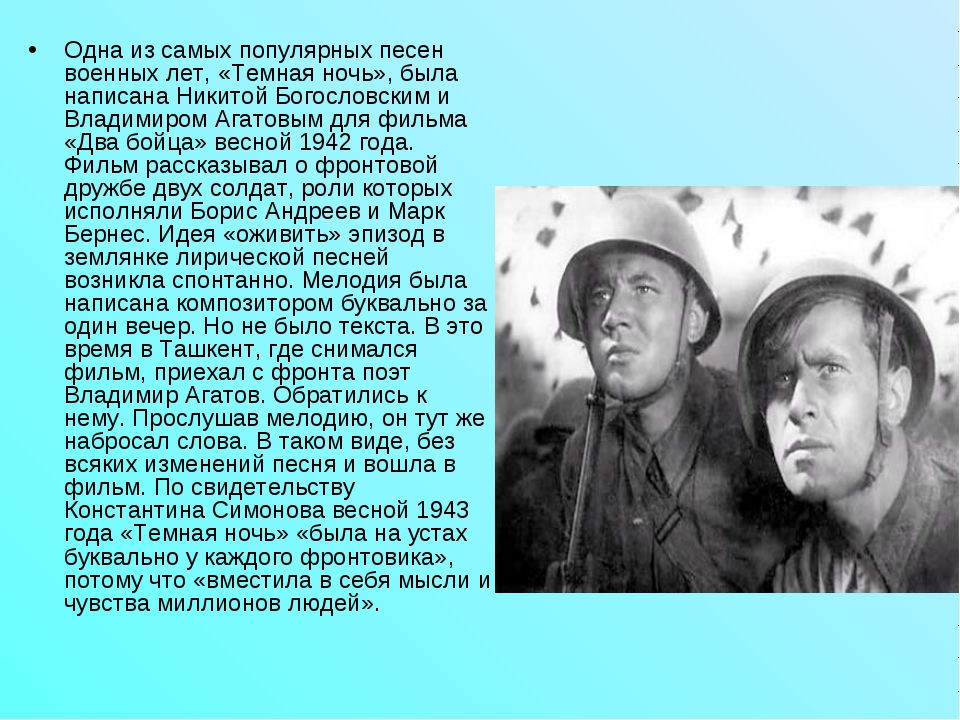 • Одна из самых популярных песен
военных лет, «Темная ночь», была
написана Никитой Богословским и
Владимиром Агатовым для фильма
«Два бойца» весной 1942 года.
Фильм рассказывал о фронтовой
дружбе двух солдат, роли которых
исполняли Борис Андреев и Марк
Бернес. Идея «оживить» эпизод в
землянке лирической песней
возникла спонтанно. Мелодия была
написана композитором буквально за
один вечер. Но не было текста. В это
время в Ташкент, где снимался
фильм, приехал с фронта поэт
Владимир Агатов. Обратились к
нему. Прослушав мелодию, он тут же
набросал слова. В таком виде, без
всяких изменений песня и вошла в
фильм. По свидетельству
Константина Симонова весной 1943
года «Темная ночь» «была на устах
буквально у каждого фронтовика»,
потому что «вместила в себя мысли и
чувства миллионов людей».